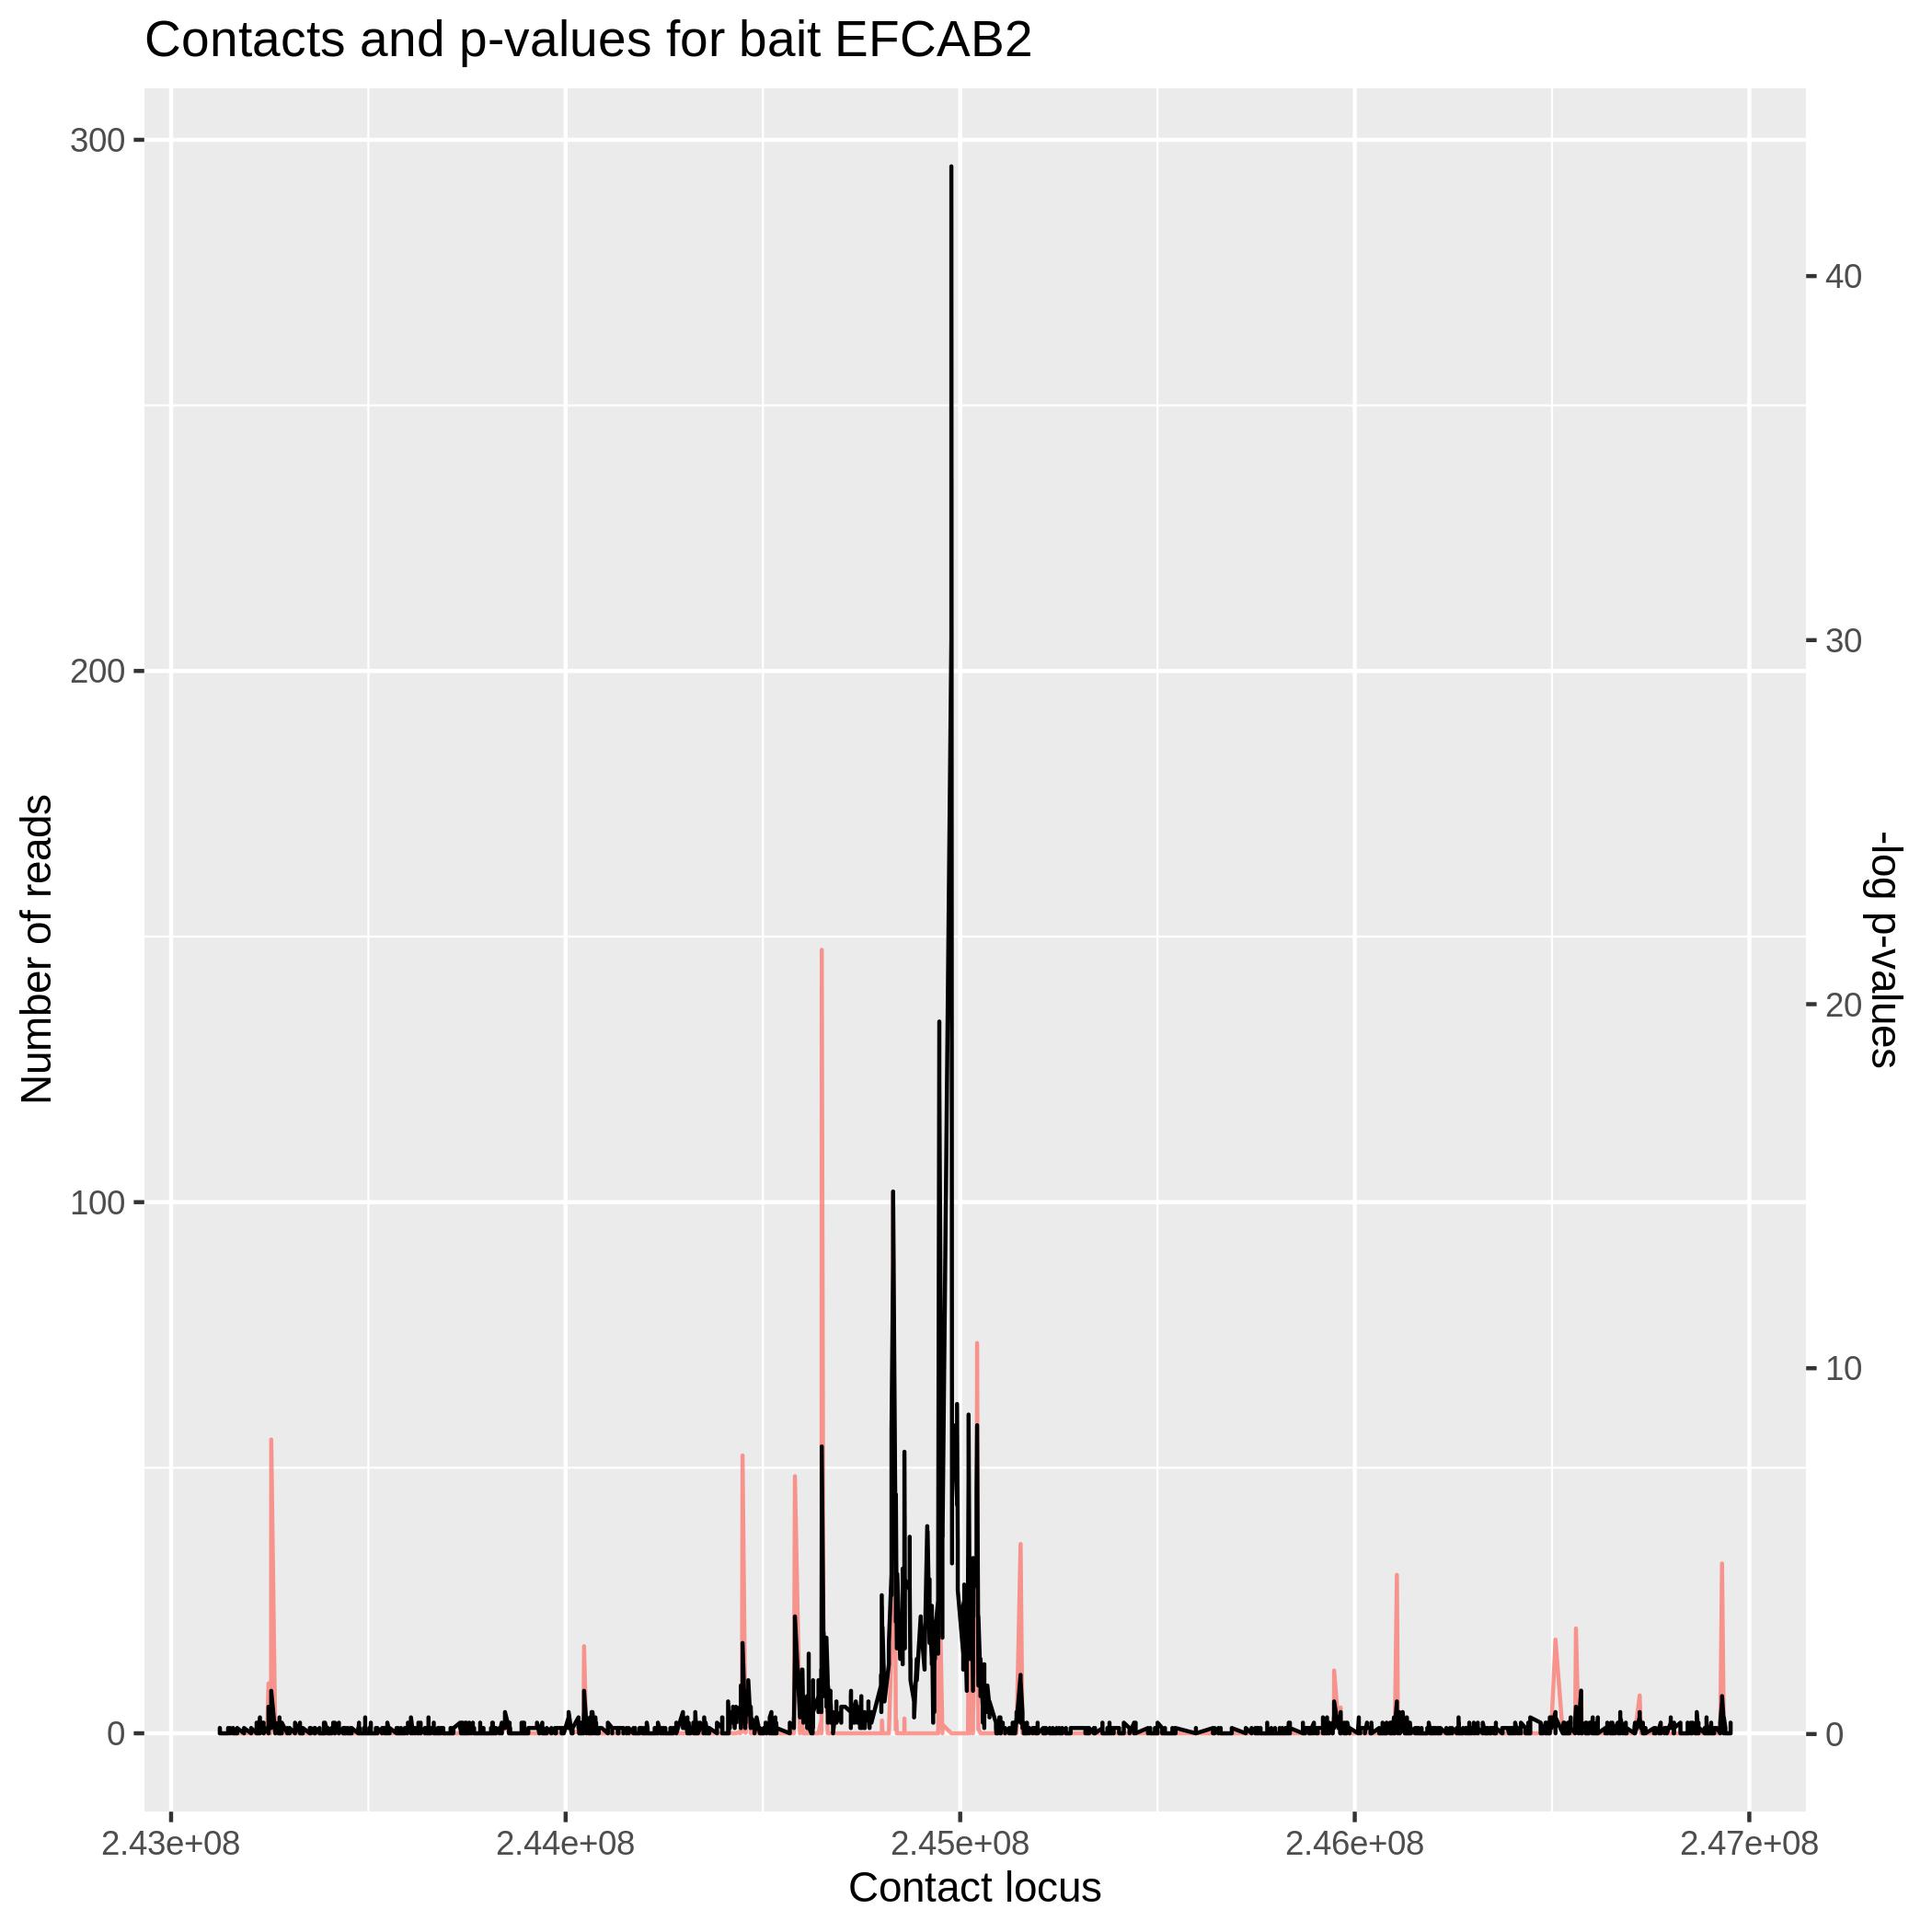 Contacts and p-values for bait EFCAB2
300
200
100
0
Number of reads
40
30
20
10
0
-log p-values
2.43e+08 2.44e+08 2.45e+08 2.46e+08 2.47e+08
Contact locus